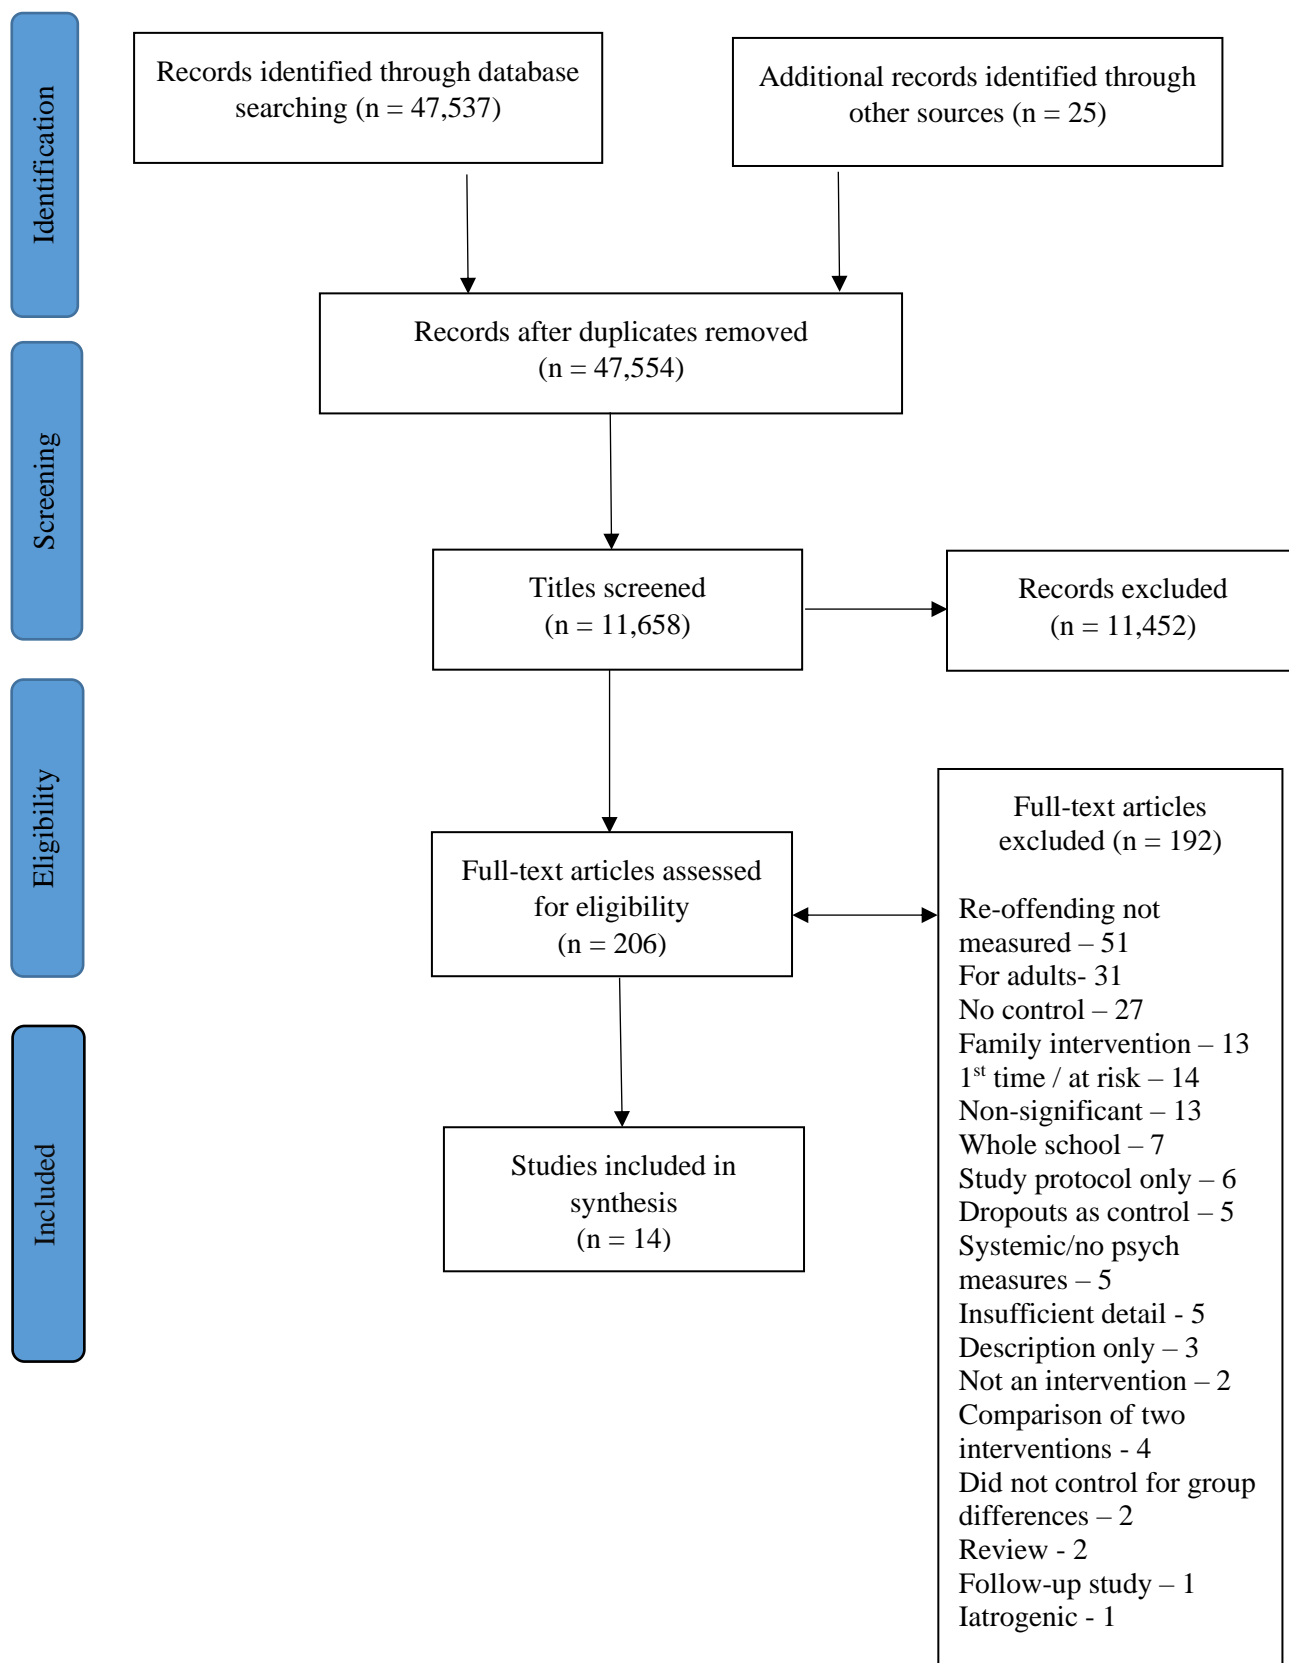 Identification
Records identified through database
searching (n = 47,537)
Additional records identified through
other sources (n = 25)
Records after duplicates removed
(n = 47,554)
Screening
Titles screened
(n = 11,658)
Records excluded
(n = 11,452)
Eligibility
Full-text articles assessed
for eligibility
(n = 206)
Full-text articles
excluded (n = 192)
Re-offending not
measured – 51
For adults- 31
No control – 27
Family intervention – 13
1st time / at risk – 14
Non-significant – 13
Whole school – 7
Study protocol only – 6
Dropouts as control – 5
Systemic/no psych
measures – 5
Insufficient detail - 5
Description only – 3
Not an intervention – 2
Comparison of two
interventions - 4
Did not control for group
differences – 2
Review - 2
Follow-up study – 1
Iatrogenic - 1
Included
Studies included in
synthesis
(n = 14)